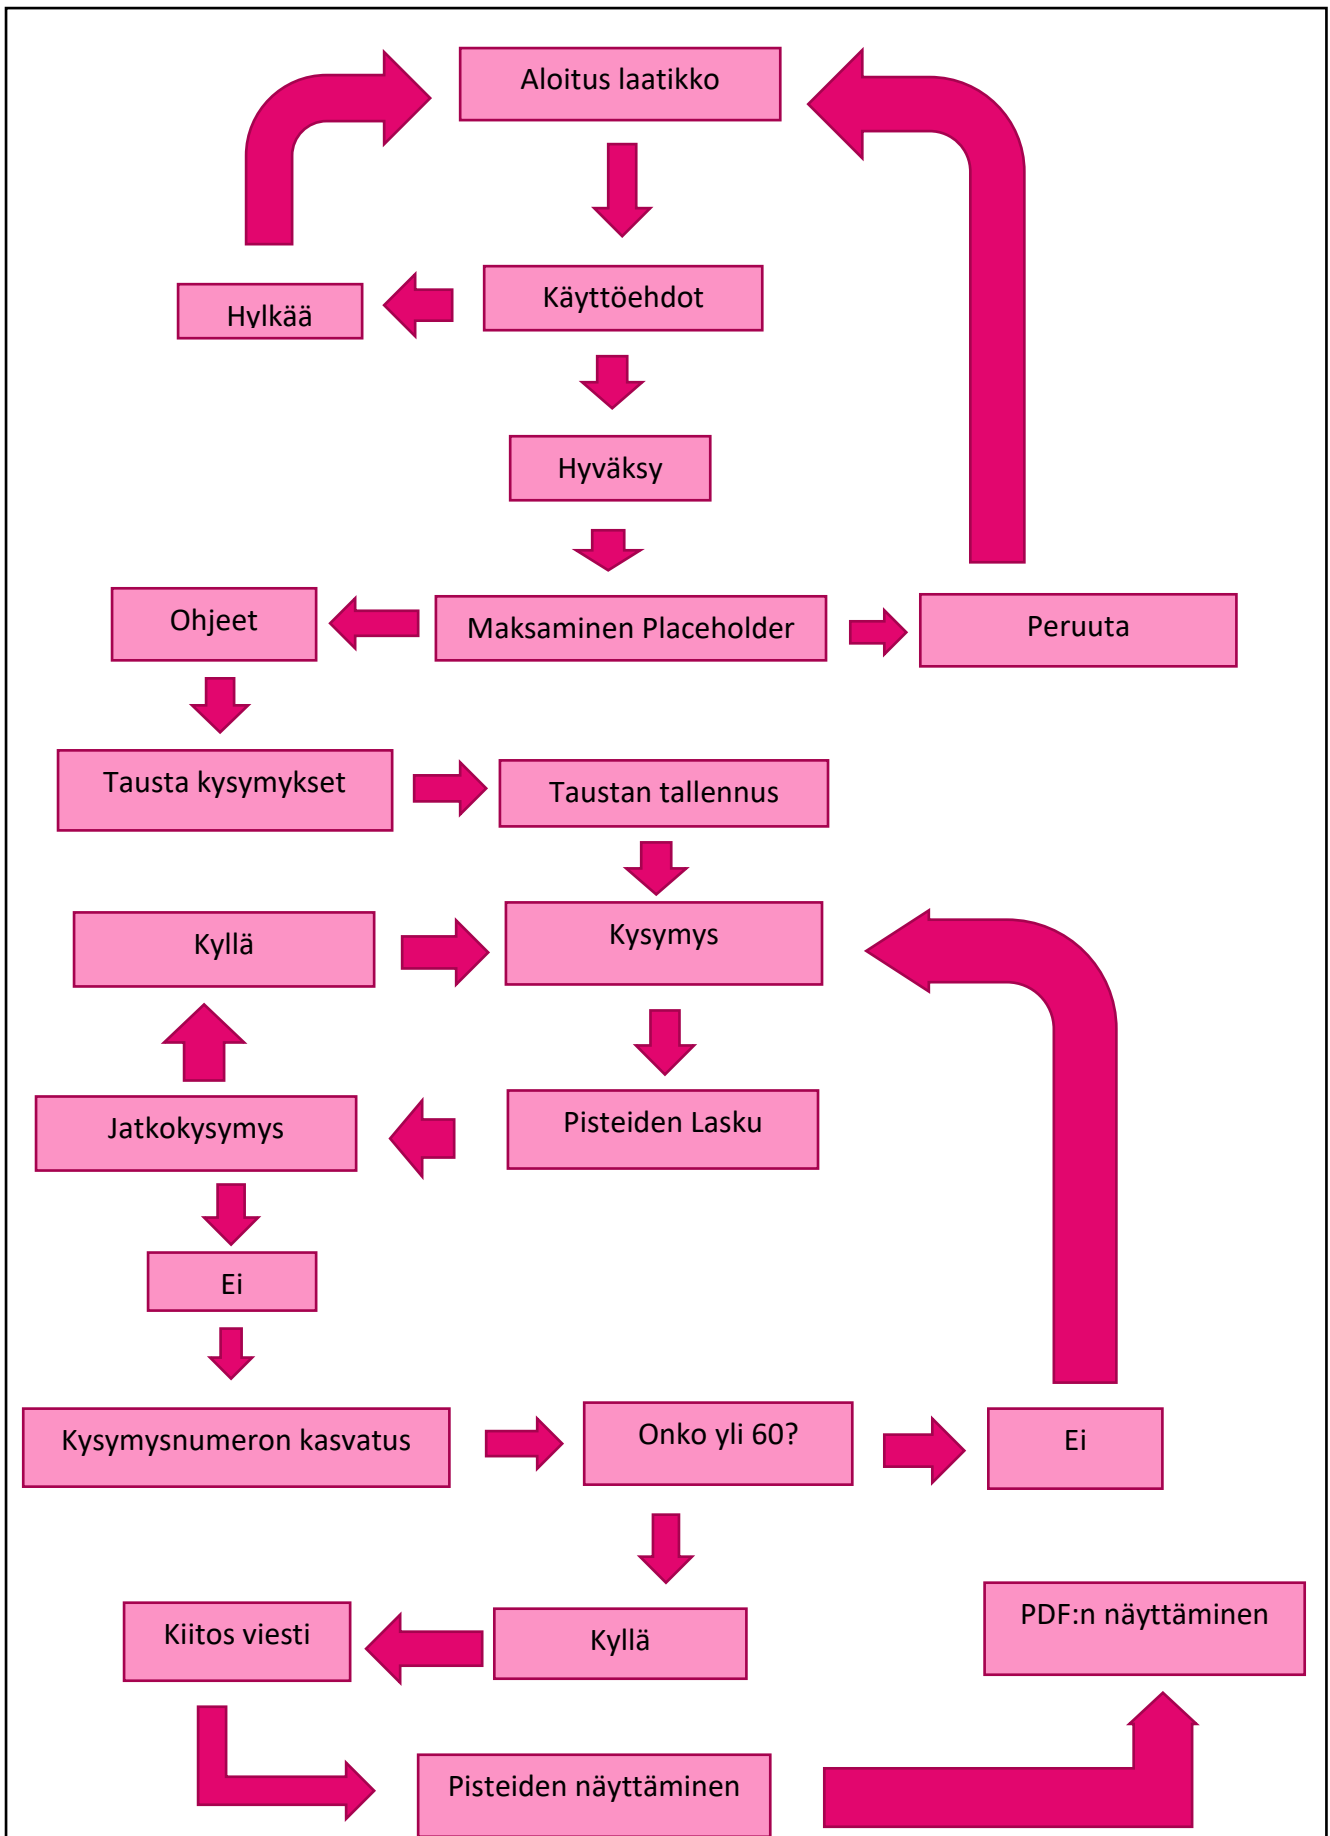 Aloitus laatikko
Käyttöehdot
Hylkää
Hyväksy
Ohjeet
Maksaminen Placeholder
Peruuta
Tausta kysymykset
Taustan tallennus
Kyllä
Kysymys
Jatkokysymys
Pisteiden Lasku
Ei
Kysymysnumeron kasvatus
Onko yli 60?
Ei
Kiitos viesti
Kyllä
PDF:n näyttäminen
Pisteiden näyttäminen